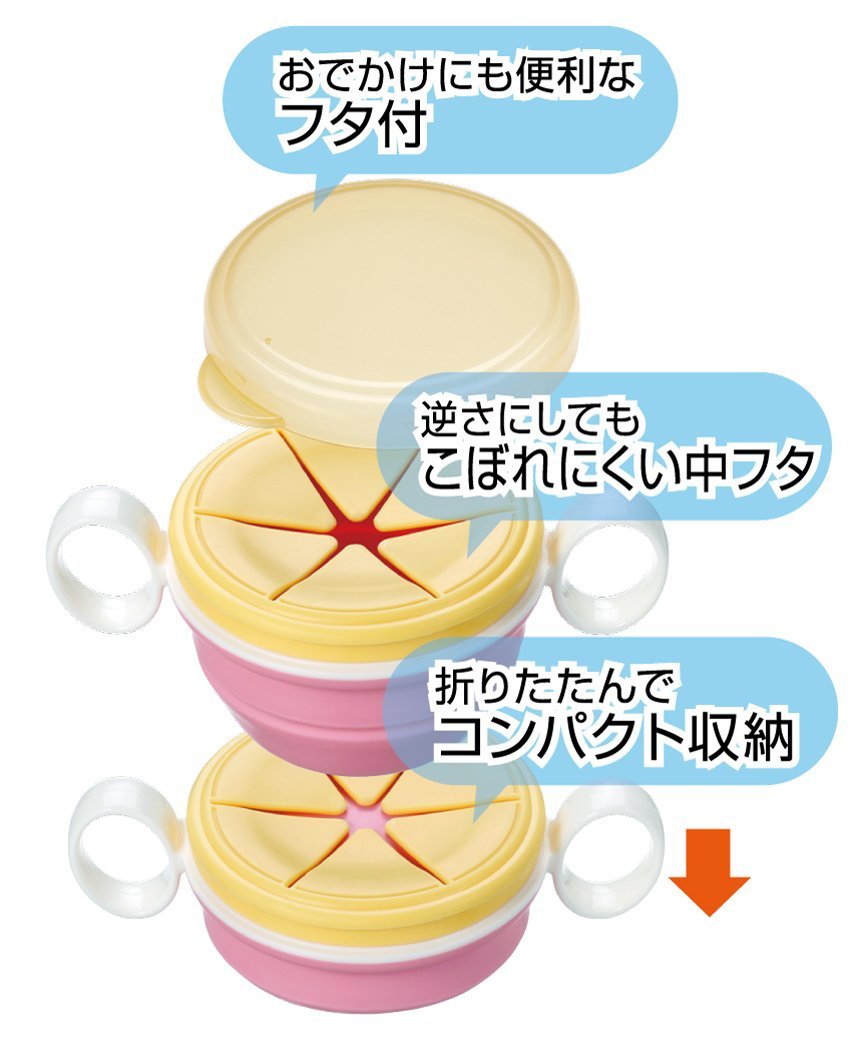 おでかけにも便利な
フタ付
逆さにしても
こぼれにくい中フタ
折りたたんで
コンパクト収納